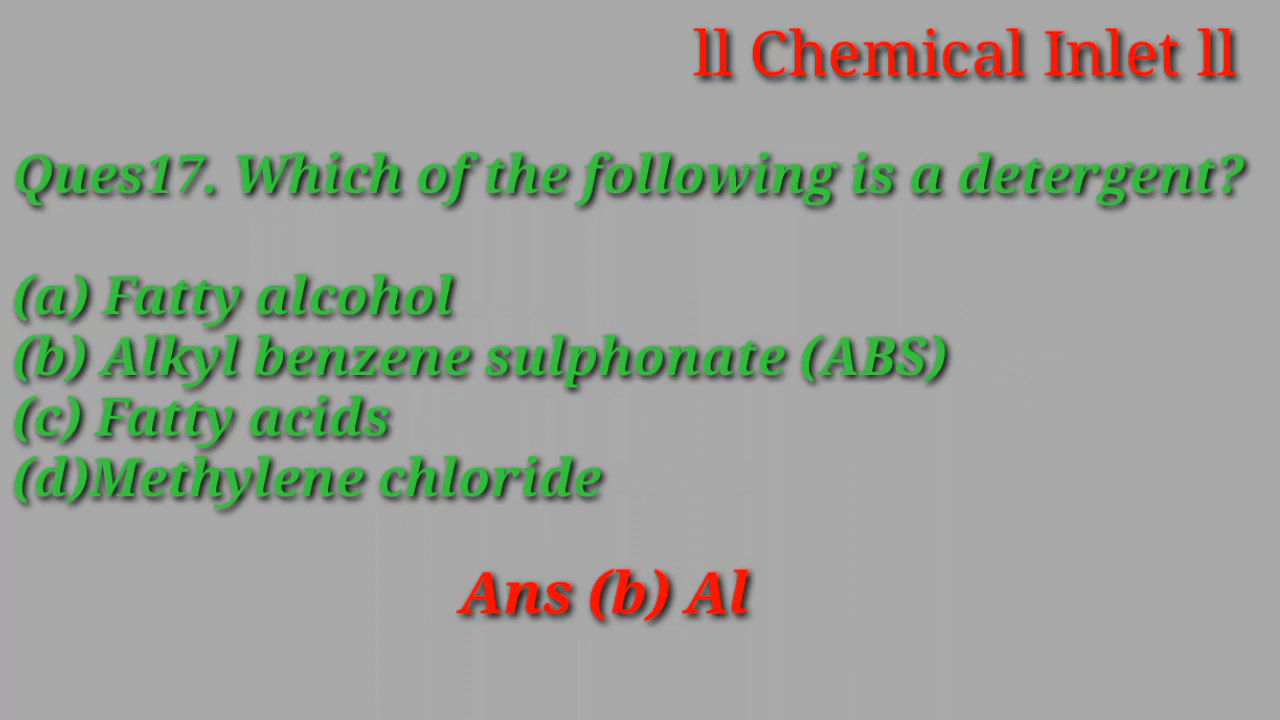 ll Chemical Inlet ll
Ques17. Which of the following is a detergent?
(a) Fatty alcohol
(b) Alkyl benzene sulphonate (ABS)
(c) Fatty acids
(d)Methylene chloride
Ans (b) Al